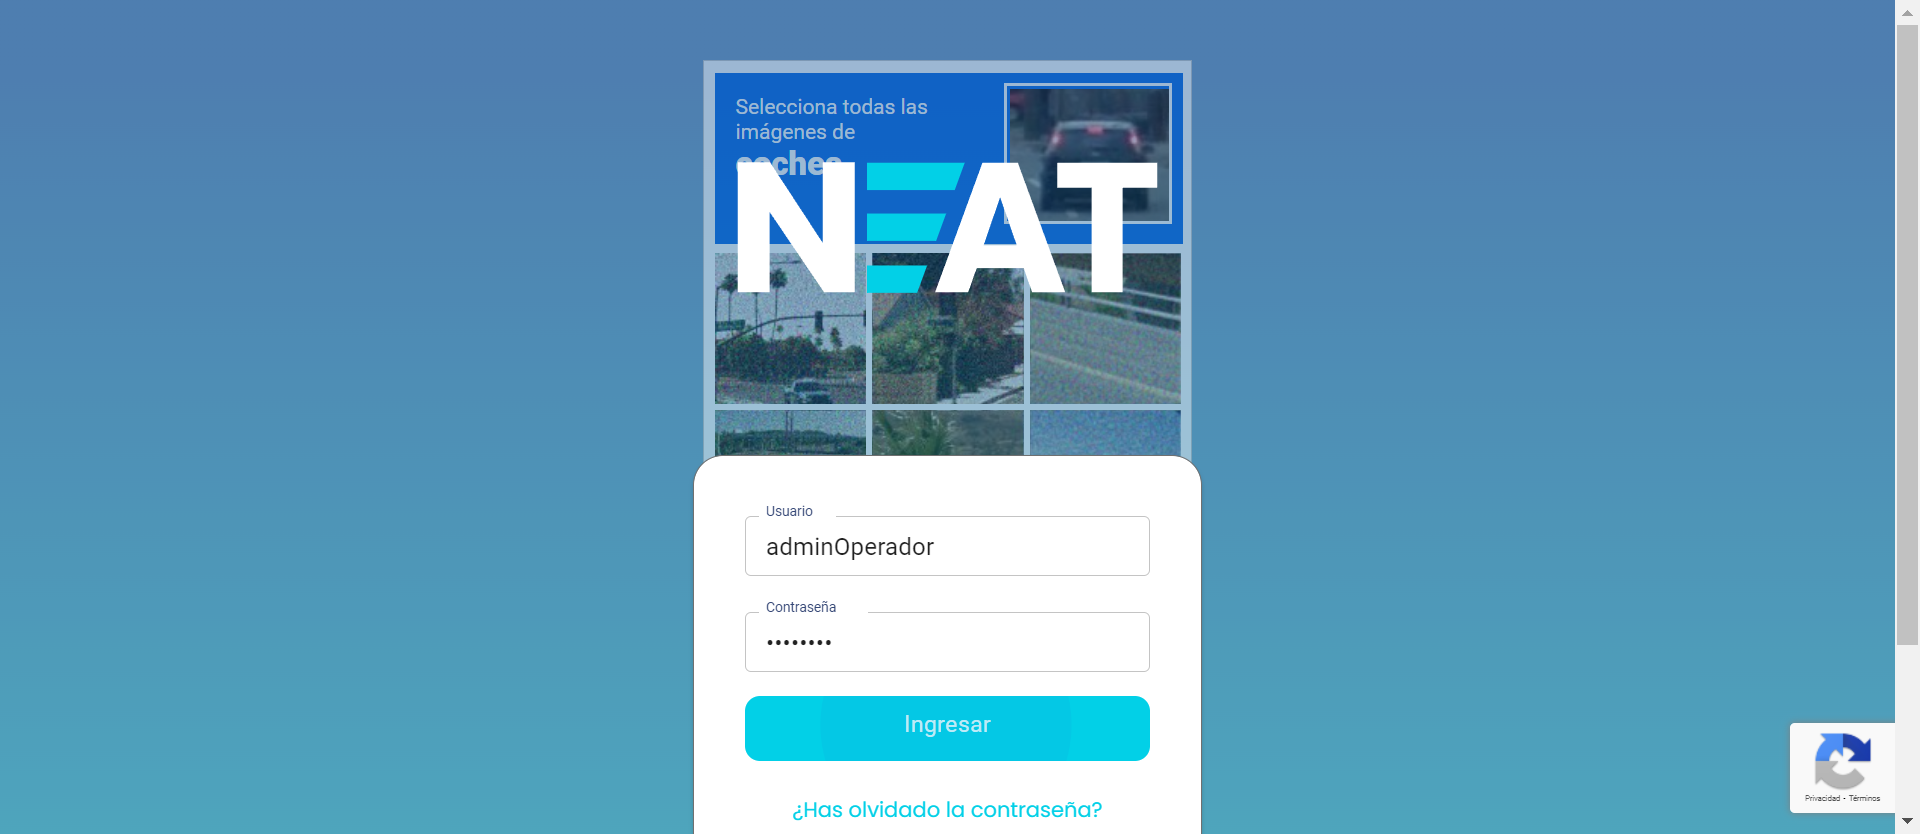 Selecciona todas las
imágenes de
coches
NEAT
Usuario
adminOperador
Contraseña
••••••••
Ingresar
¿Has olvidado la contraseña?
Privacidad - Términos